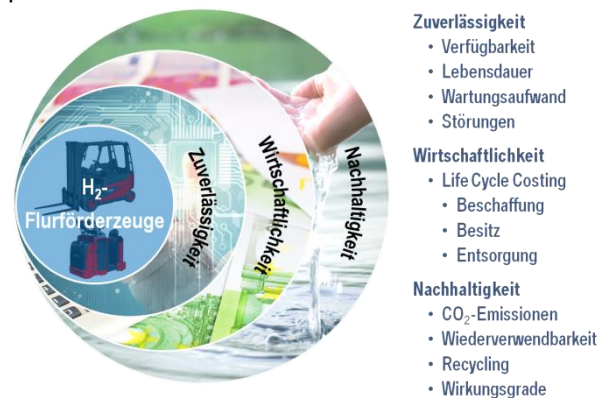 H₂-
Flurförderzeuge
Zuverlässigkeit
Wirtschaftlichkeit
Nachhaltigkeit
Zuverlässigkeit
• Verfügbarkeit
• Lebensdauer
• Wartungsaufwand
• Störungen
Wirtschaftlichkeit
• Life Cycle Costing
• Beschaffung
• Besitz
• Entsorgung
Nachhaltigkeit
• CO₂-Emissionen
• Wiederverwendbarkeit
• Recycling
• Wirkungsgrade